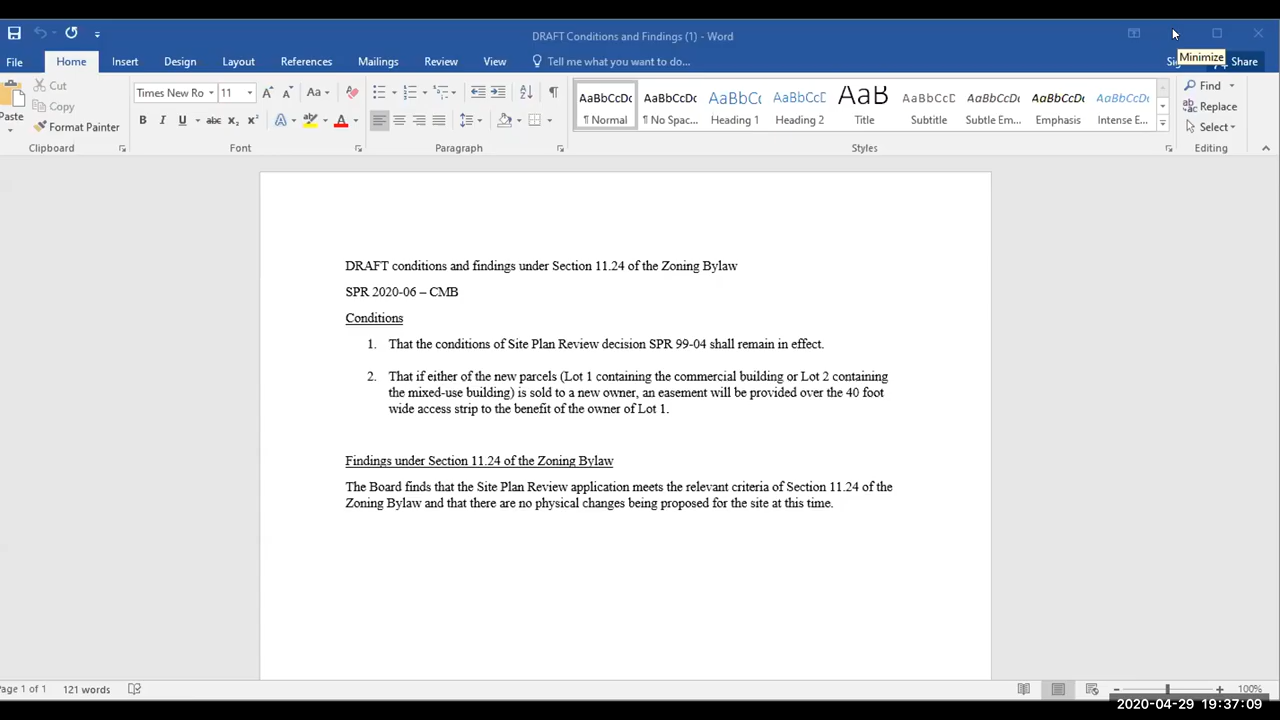 DRAFT Conditions and Findings (1) - Word
Minimize
File Home Insert Design Layout References Mailings Review View Tell me what you want to do... Share
Paste
Cut
Copy
Format Painter
Clipboard
Times New Ro 11
Aa
B I U abc x₂ x²
Font
Paragraph
AaBbCcDc AaBbCcDc AaBbCc AaBbCcD AaB AaBbCcD AaBbCcDc AaBbCcDc AaBbCcDc
¶ Normal ¶ No Spac... Heading 1 Heading 2 Title Subtitle Subtle Em... Emphasis Intense E...
Styles
Find
Replace
Select
Editing
DRAFT conditions and findings under Section 11.24 of the Zoning Bylaw
SPR 2020-06 – CMB
Conditions
1. That the conditions of Site Plan Review decision SPR 99-04 shall remain in effect.
2. That if either of the new parcels (Lot 1 containing the commercial building or Lot 2 containing
the mixed-use building) is sold to a new owner, an easement will be provided over the 40 foot
wide access strip to the benefit of the owner of Lot 1.
Findings under Section 11.24 of the Zoning Bylaw
The Board finds that the Site Plan Review application meets the relevant criteria of Section 11.24 of the
Zoning Bylaw and that there are no physical changes being proposed for the site at this time.
Page 1 of 1 121 words 100%
2020-04-29 19:37:09